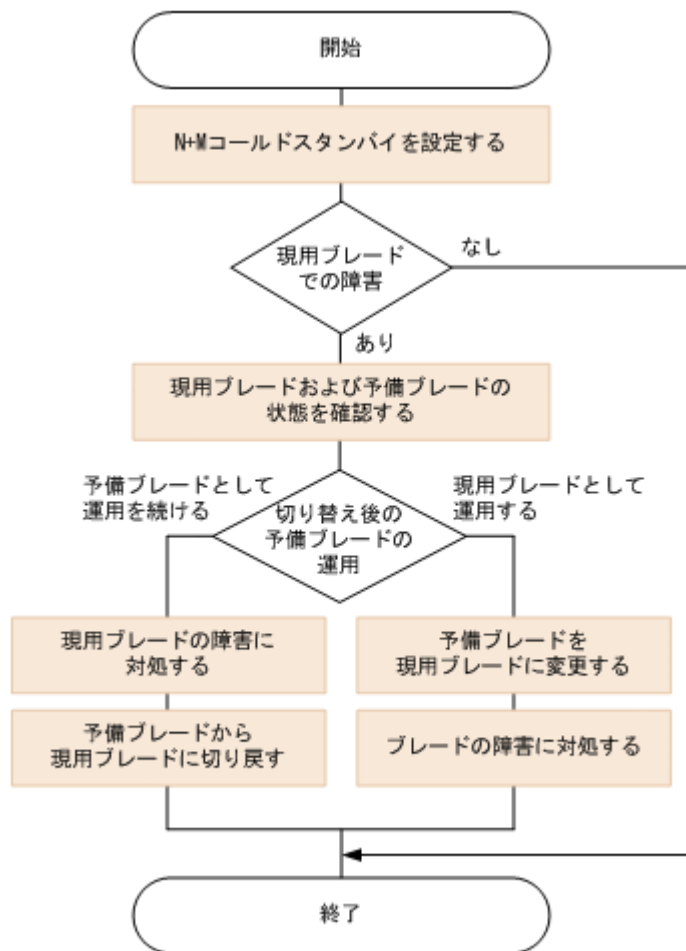 開始
N+Mコールドスタンバイを設定する
現用ブレード
での障害
なし
あり
現用ブレードおよび予備ブレードの
状態を確認する
予備ブレードとして
運用を続ける
切り替え後の
予備ブレードの
運用
現用ブレードとして
運用する
現用ブレードの障害に
対処する
予備ブレードを
現用ブレードに変更する
予備ブレードから
現用ブレードに切り戻す
ブレードの障害に対処する
終了